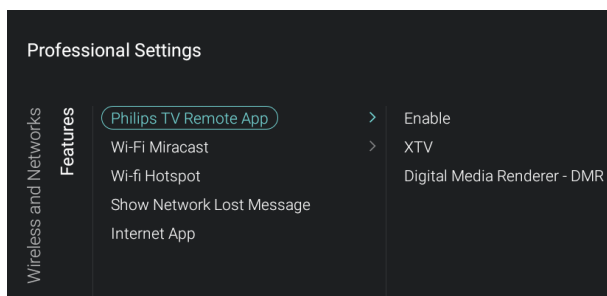 Professional Settings
Wireless and Networks
Features
Philips TV Remote App
Wi-Fi Miracast
Wi-fi Hotspot
Show Network Lost Message
Internet App
Enable
XTV
Digital Media Renderer - DMR